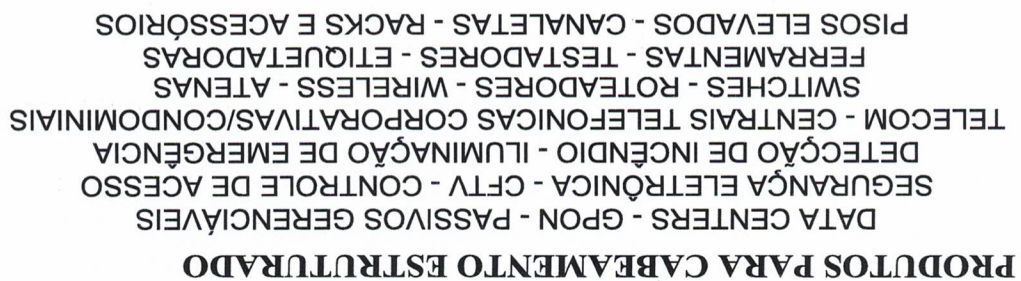 PRODUTOS PARA CABEAMENTO ESTRUTURADO
DATA CENTERS - GPON - PASSIVOS GERENCIÁVEIS
SEGURANÇA ELETRÔNICA - CFTV - CONTROLE DE ACESSO
DETECÇÃO DE INCÊNDIO - ILUMINAÇÃO DE EMERGÊNCIA
TELECOM - CENTRAIS TELEFONICAS CORPORATIVAS/CONDOMINIAIS
SWITCHES - ROTEADORES - WIRELESS - ATENAS
FERRAMENTAS - TESTADORES - ETIQUETADORAS
PISOS ELEVADOS - CANALETAS - RACKS E ACESSÓRIOS